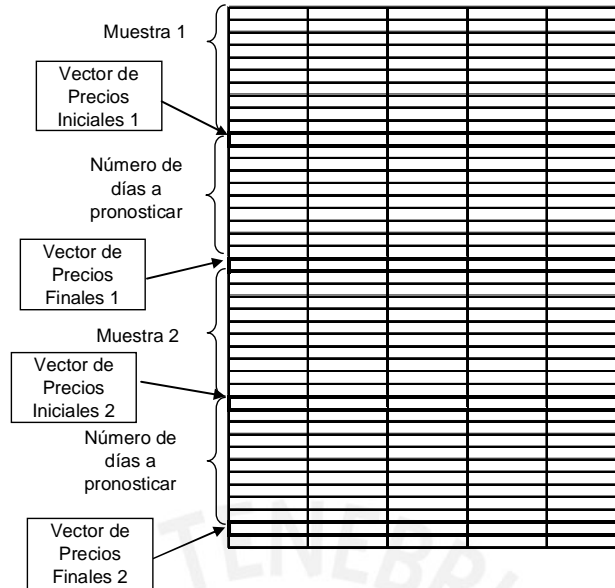 Muestra 1
Vector de
Precios
Iniciales 1
Número de
días a
pronosticar
Vector de
Precios
Finales 1
Muestra 2
Vector de
Precios
Iniciales 2
Número de
días a
pronosticar
Vector de
Precios
Finales 2
TENEBR